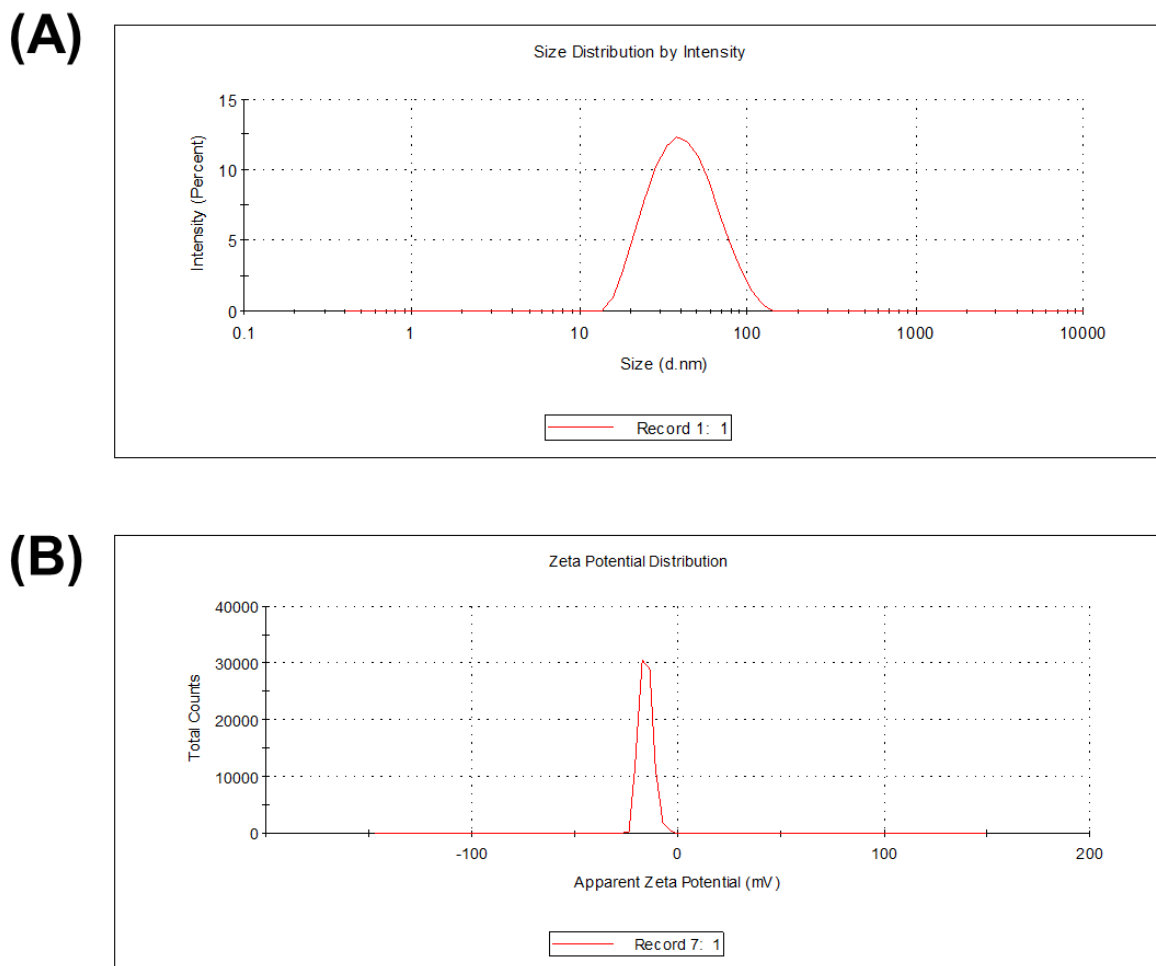 (A)
Size Distribution by Intensity
Intensity (Percent)
15
10
5
0
0.1 1 10 100 1000 10000
Size (d.nm)
Record 1: 1
(B)
Zeta Potential Distribution
Total Counts
40000
30000
20000
10000
0
-100 0 100 200
Apparent Zeta Potential (mV)
Record 7: 1